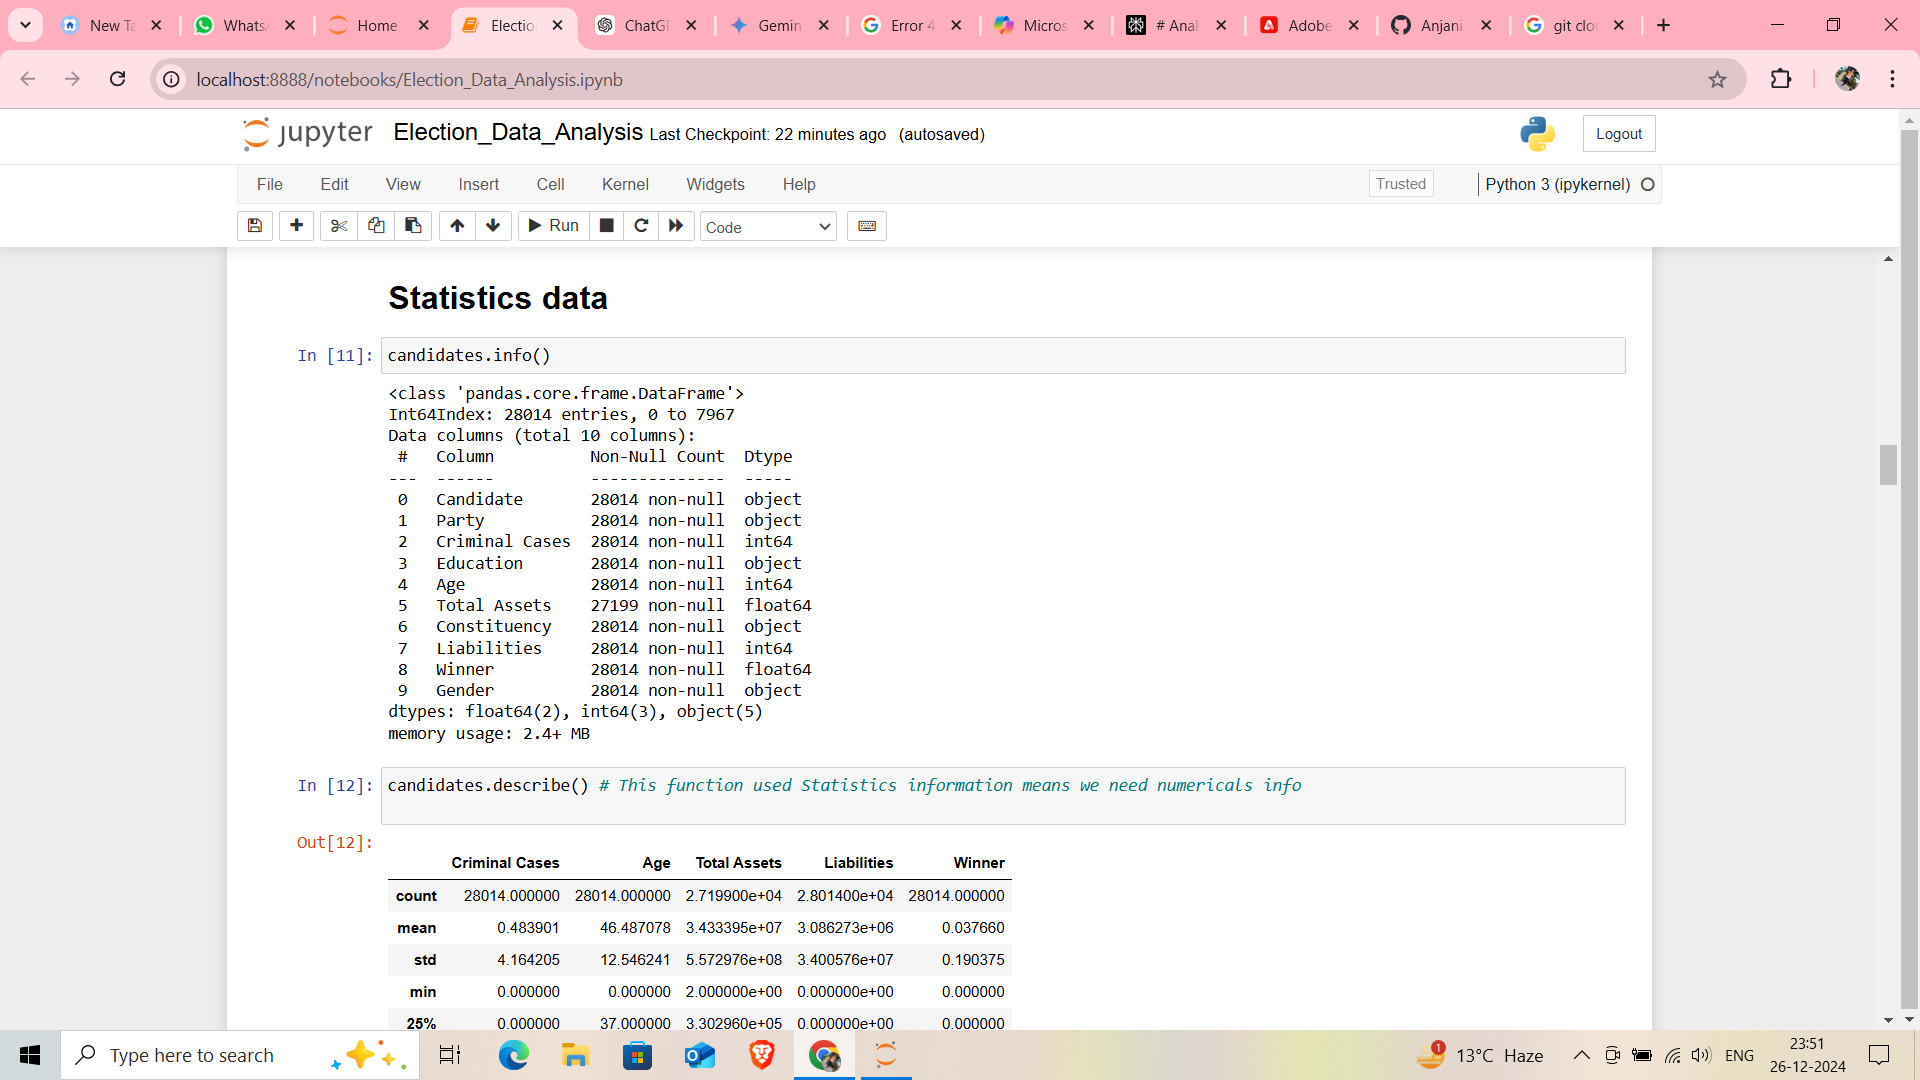 New Ta
WhatsA
Home
Electio
ChatGP
Gemin
Error 4
Micros
# Anal
Adobe
Anjani
git clo
localhost:8888/notebooks/Election_Data_Analysis.ipynb
jupyter Election_Data_Analysis Last Checkpoint: 22 minutes ago (autosaved)
Logout
File Edit View Insert Cell Kernel Widgets Help
Trusted Python 3 (ipykernel)
Run Code
Statistics data
In [11]: candidates.info()
<class 'pandas.core.frame.DataFrame'>
Int64Index: 28014 entries, 0 to 7967
Data columns (total 10 columns):
# Column Non-Null Count Dtype
--- ------ -------------- -----
0 Candidate 28014 non-null object
1 Party 28014 non-null object
2 Criminal Cases 28014 non-null int64
3 Education 28014 non-null object
4 Age 28014 non-null int64
5 Total Assets 27199 non-null float64
6 Constituency 28014 non-null object
7 Liabilities 28014 non-null int64
8 Winner 28014 non-null float64
9 Gender 28014 non-null object
dtypes: float64(2), int64(3), object(5)
memory usage: 2.4+ MB
In [12]: candidates.describe() # This function used Statistics information means we need numericals info
Out[12]:
Criminal Cases Age Total Assets Liabilities Winner
count 28014.000000 28014.000000 2.719900e+04 2.801400e+04 28014.000000
mean 0.483901 46.487078 3.433395e+07 3.086273e+06 0.037660
std 4.164205 12.546241 5.572976e+08 3.400576e+07 0.190375
min 0.000000 0.000000 2.000000e+00 0.000000e+00 0.000000
25% 0.000000 37.000000 3.302960e+05 0.000000e+00 0.000000
Type here to search
1
13°C Haze
ENG
23:51
26-12-2024